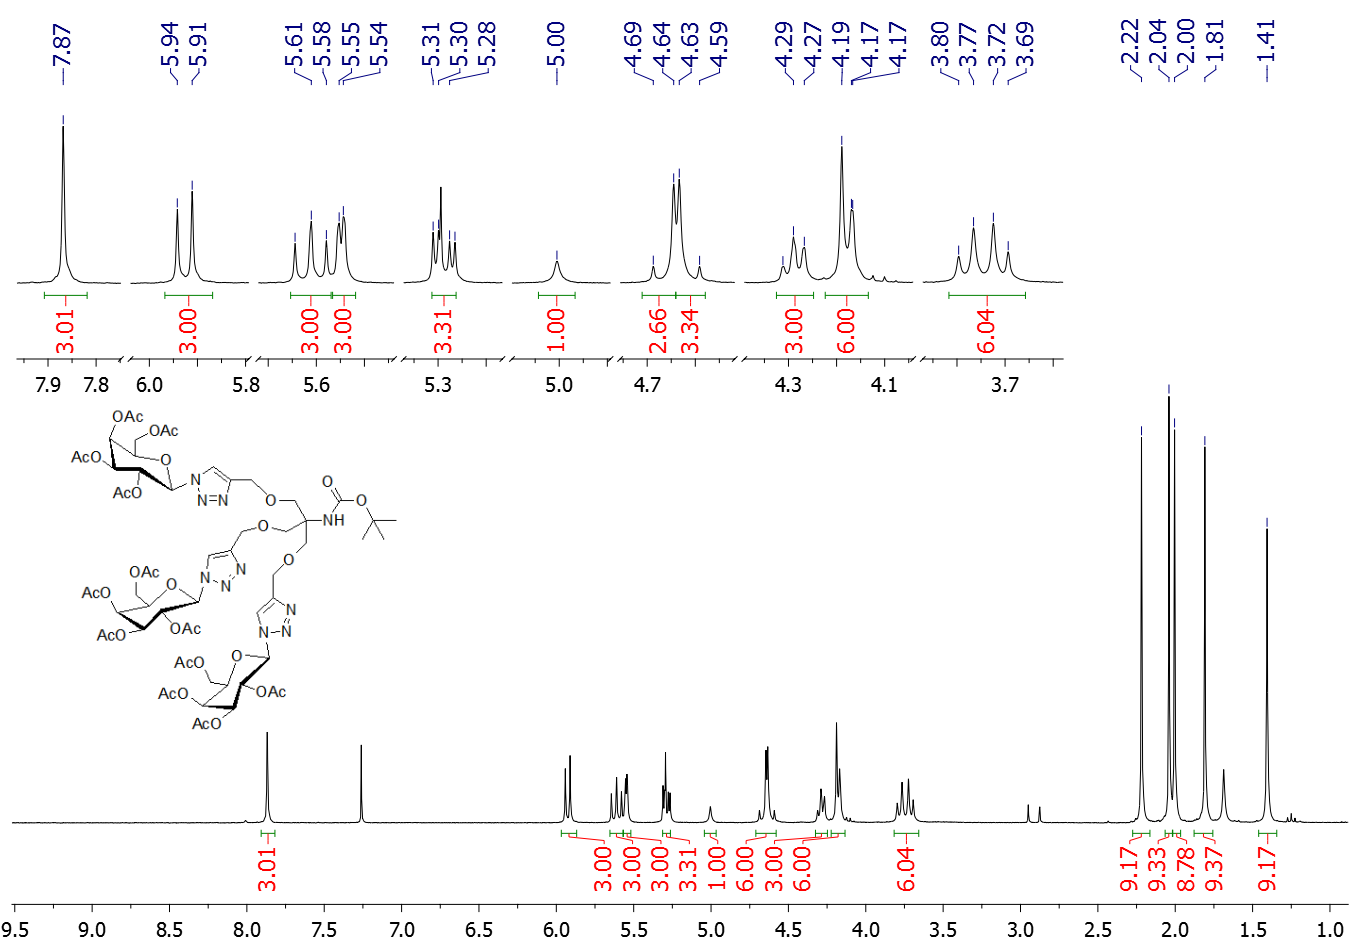 7.87 5.94 5.91 5.61 5.58 5.55 5.54 5.31 5.30 5.28 5.00 4.69 4.64 4.63 4.59 4.29 4.27 4.19 4.17 4.17 3.80 3.77 3.72 3.69 2.22 2.04 2.00 1.81 1.41
3.01 3.00 3.00 3.00 3.31 1.00 2.66 3.34 3.00 6.00 6.04
7.9 7.8 6.0 5.8 5.6 5.3 5.0 4.7 4.3 4.1 3.7
OAc
OAc
AcO
O
AcO
N
N=N
O
O
O
NH
O
O
O
OAc
O
AcO
AcO
OAc
N
N
N
N
N
N
O
AcO
OAc
AcO
AcO
3.01 3.00 3.00 3.00 3.31 1.00 6.00 3.00 6.00 6.04 9.17 9.33 8.78 9.37 9.17
9.5 9.0 8.5 8.0 7.5 7.0 6.5 6.0 5.5 5.0 4.5 4.0 3.5 3.0 2.5 2.0 1.5 1.0